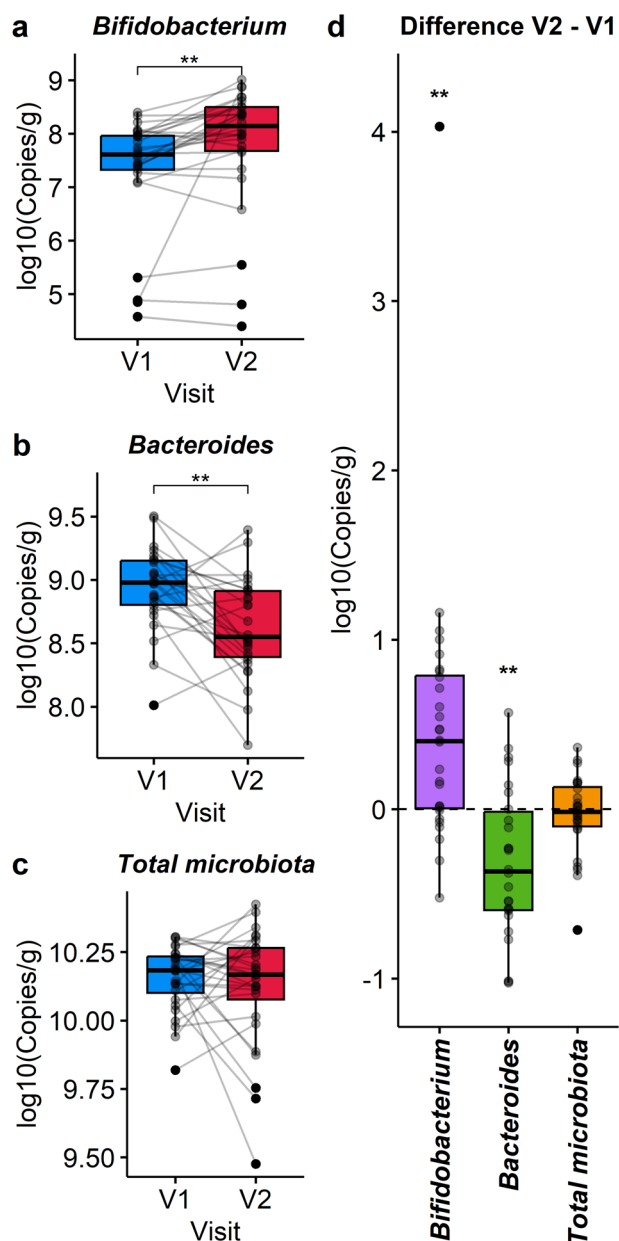 a
Bifidobacterium
**
log10(Copies/g)
9
8
7
6
5
V1 V2
Visit
b
Bacteroides
**
log10(Copies/g)
9.5
9.0
8.5
8.0
V1 V2
Visit
c
Total microbiota
log10(Copies/g)
10.25
10.00
9.75
9.50
V1 V2
Visit
d
Difference V2 - V1
**
**
log10(Copies/g)
4
3
2
1
0
-1
Bifidobacterium
Bacteroides
Total microbiota